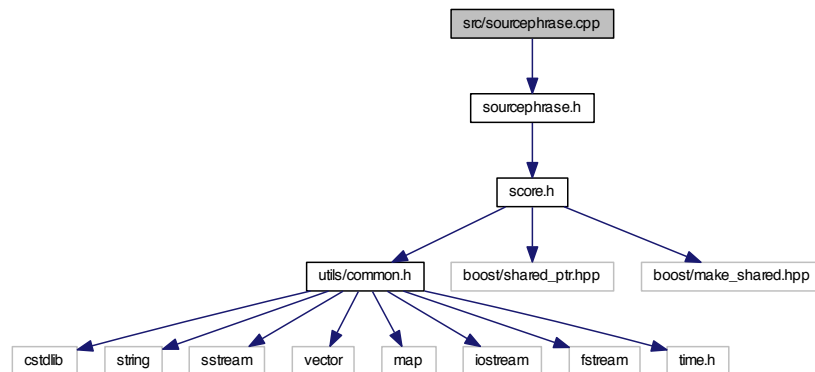 src/sourcephrase.cpp
sourcephrase.h
score.h
utils/common.h
boost/shared_ptr.hpp
boost/make_shared.hpp
cstdlib
string
sstream
vector
map
iostream
fstream
time.h